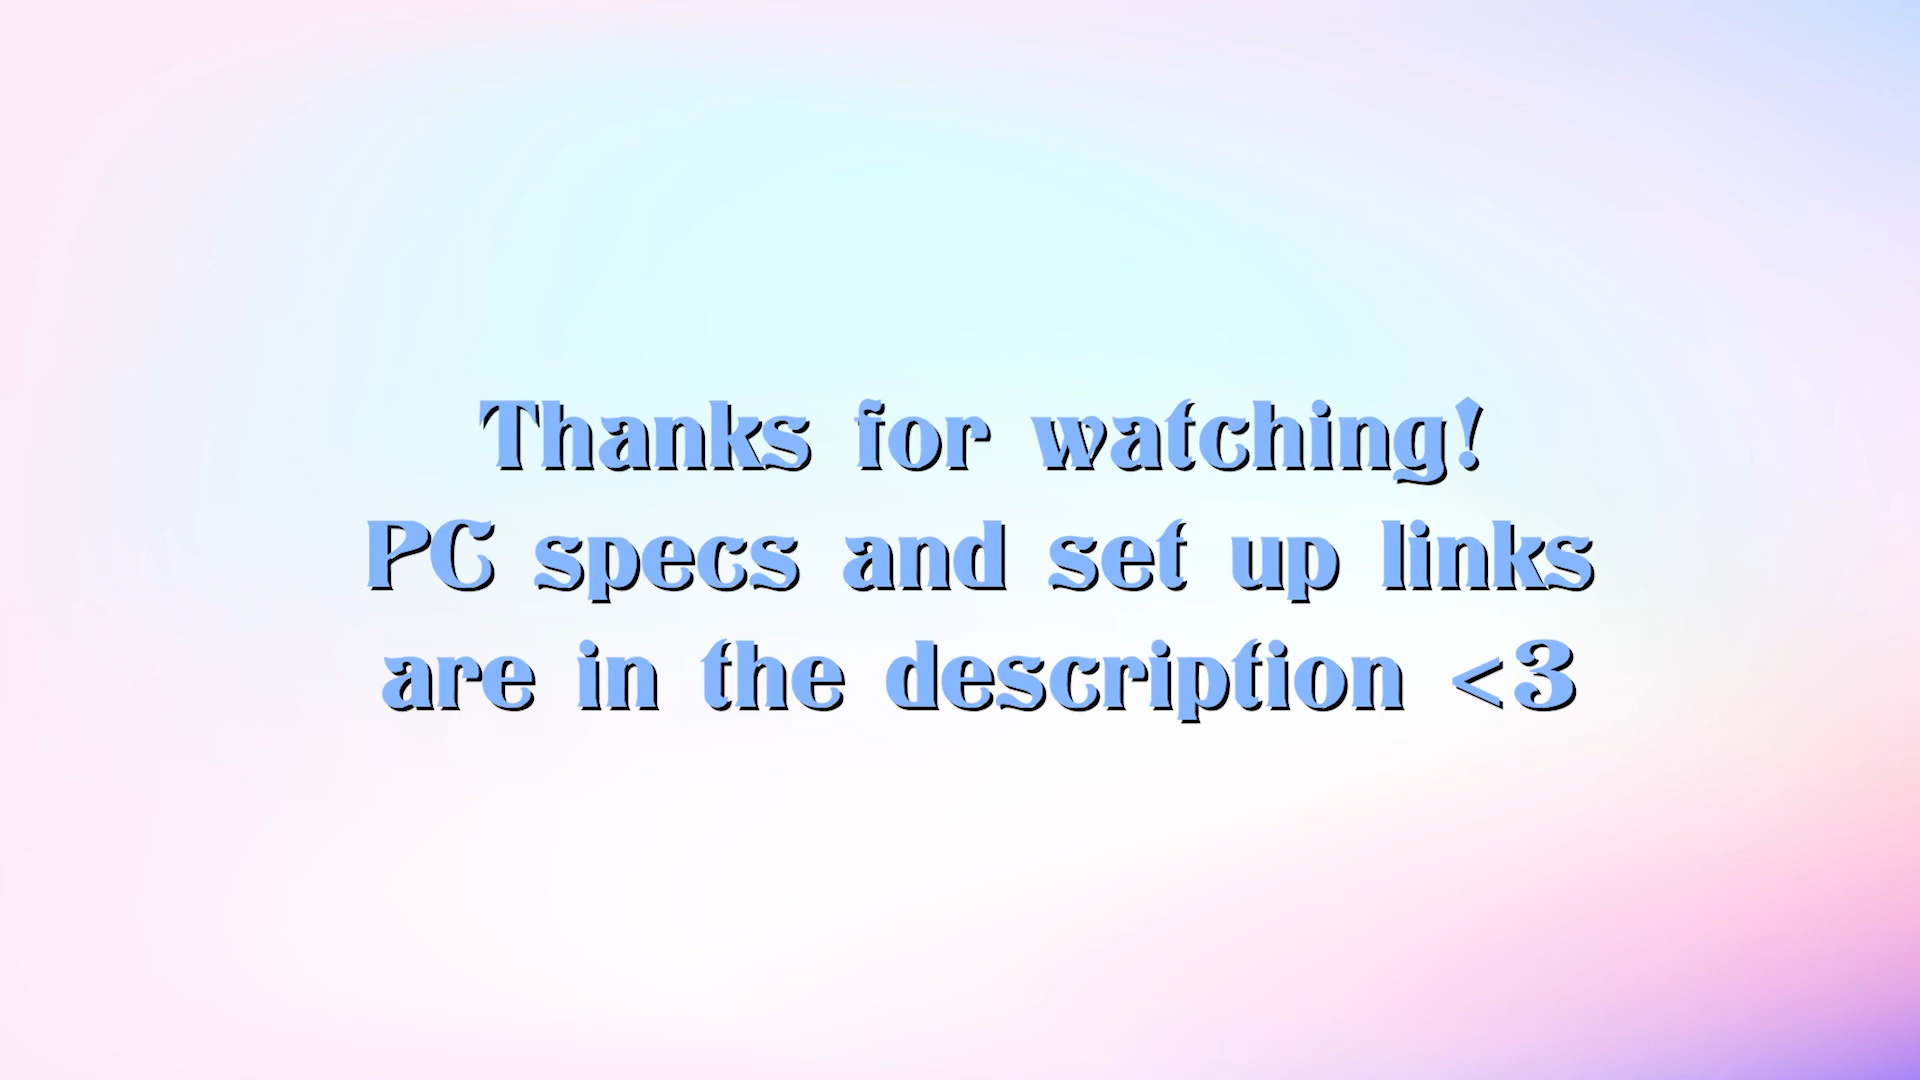 Thanks for watching!
PC specs and set up links
are in the description <3